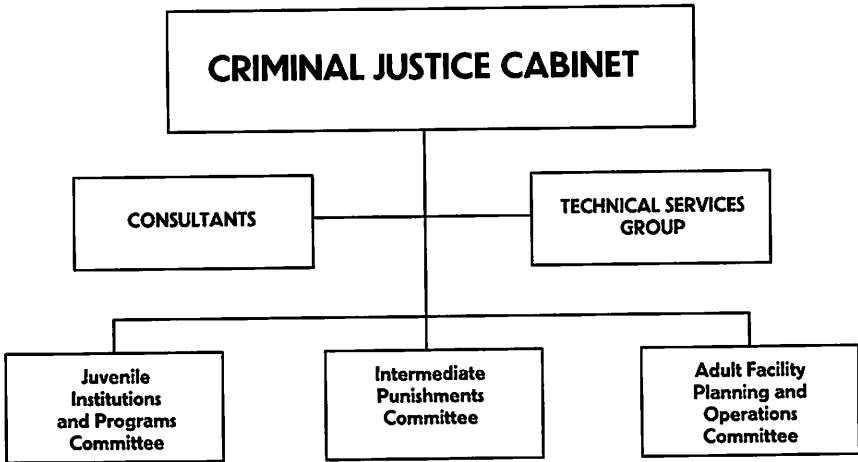 CRIMINAL JUSTICE CABINET
CONSULTANTS
TECHNICAL SERVICES
GROUP
Juvenile
Institutions
and Programs
Committee
Intermediate
Punishments
Committee
Adult Facility
Planning and
Operations
Committee